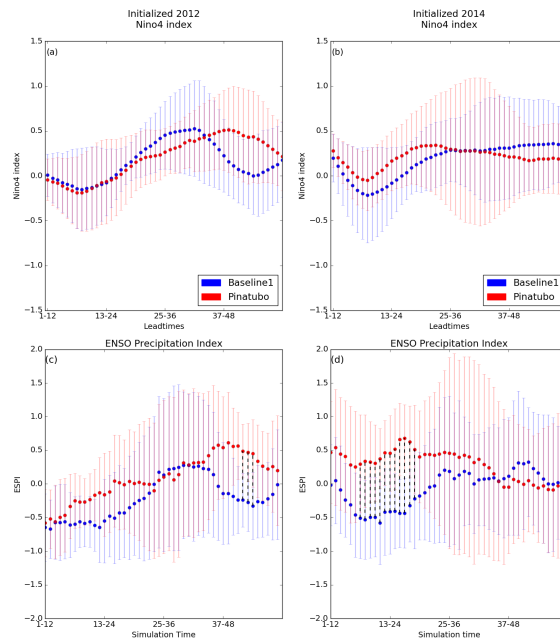 Initialized 2012
Nino4 index
Initialized 2014
Nino4 index
(a)
1.5
1.0
0.5
0.0
−0.5
−1.0
−1.5
Nino4 index
1-12
13-24
25-36
37-48
Leadtimes
Baseline1
Pinatubo
(b)
1.5
1.0
0.5
0.0
−0.5
−1.0
−1.5
Nino4 index
1-12
13-24
25-36
37-48
Leadtimes
Baseline1
Pinatubo
ENSO Precipitation Index
(c)
2.0
1.5
1.0
0.5
0.0
−0.5
−1.0
−1.5
−2.0
ESPI
1-12
13-24
25-36
37-48
Simulation Time
ENSO Precipitation Index
(d)
2.0
1.5
1.0
0.5
0.0
−0.5
−1.0
−1.5
−2.0
ESPI
1-12
13-24
25-36
37-48
Simulation time